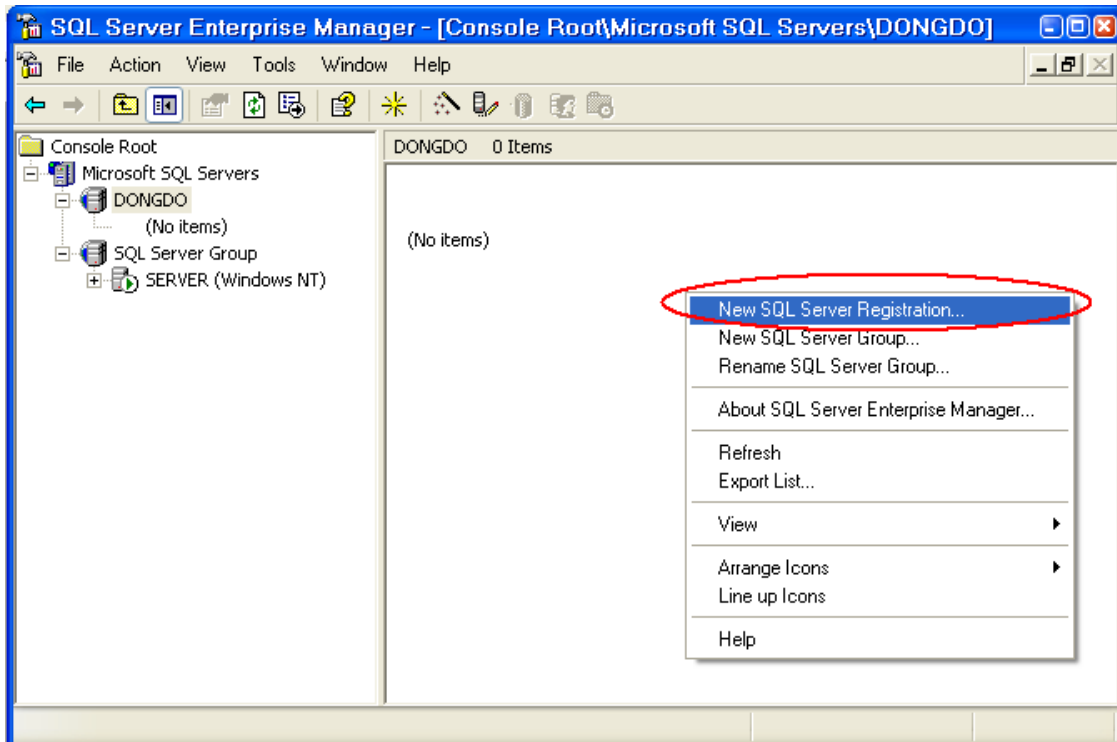 SQL Server Enterprise Manager - [Console Root\Microsoft SQL Servers\DONGDO]
File Action View Tools Window Help
Console Root
Microsoft SQL Servers
DONGDO
(No items)
SQL Server Group
SERVER (Windows NT)
DONGDO 0 Items
(No items)
New SQL Server Registration...
New SQL Server Group...
Rename SQL Server Group...
About SQL Server Enterprise Manager...
Refresh
Export List...
View
Arrange Icons
Line up Icons
Help